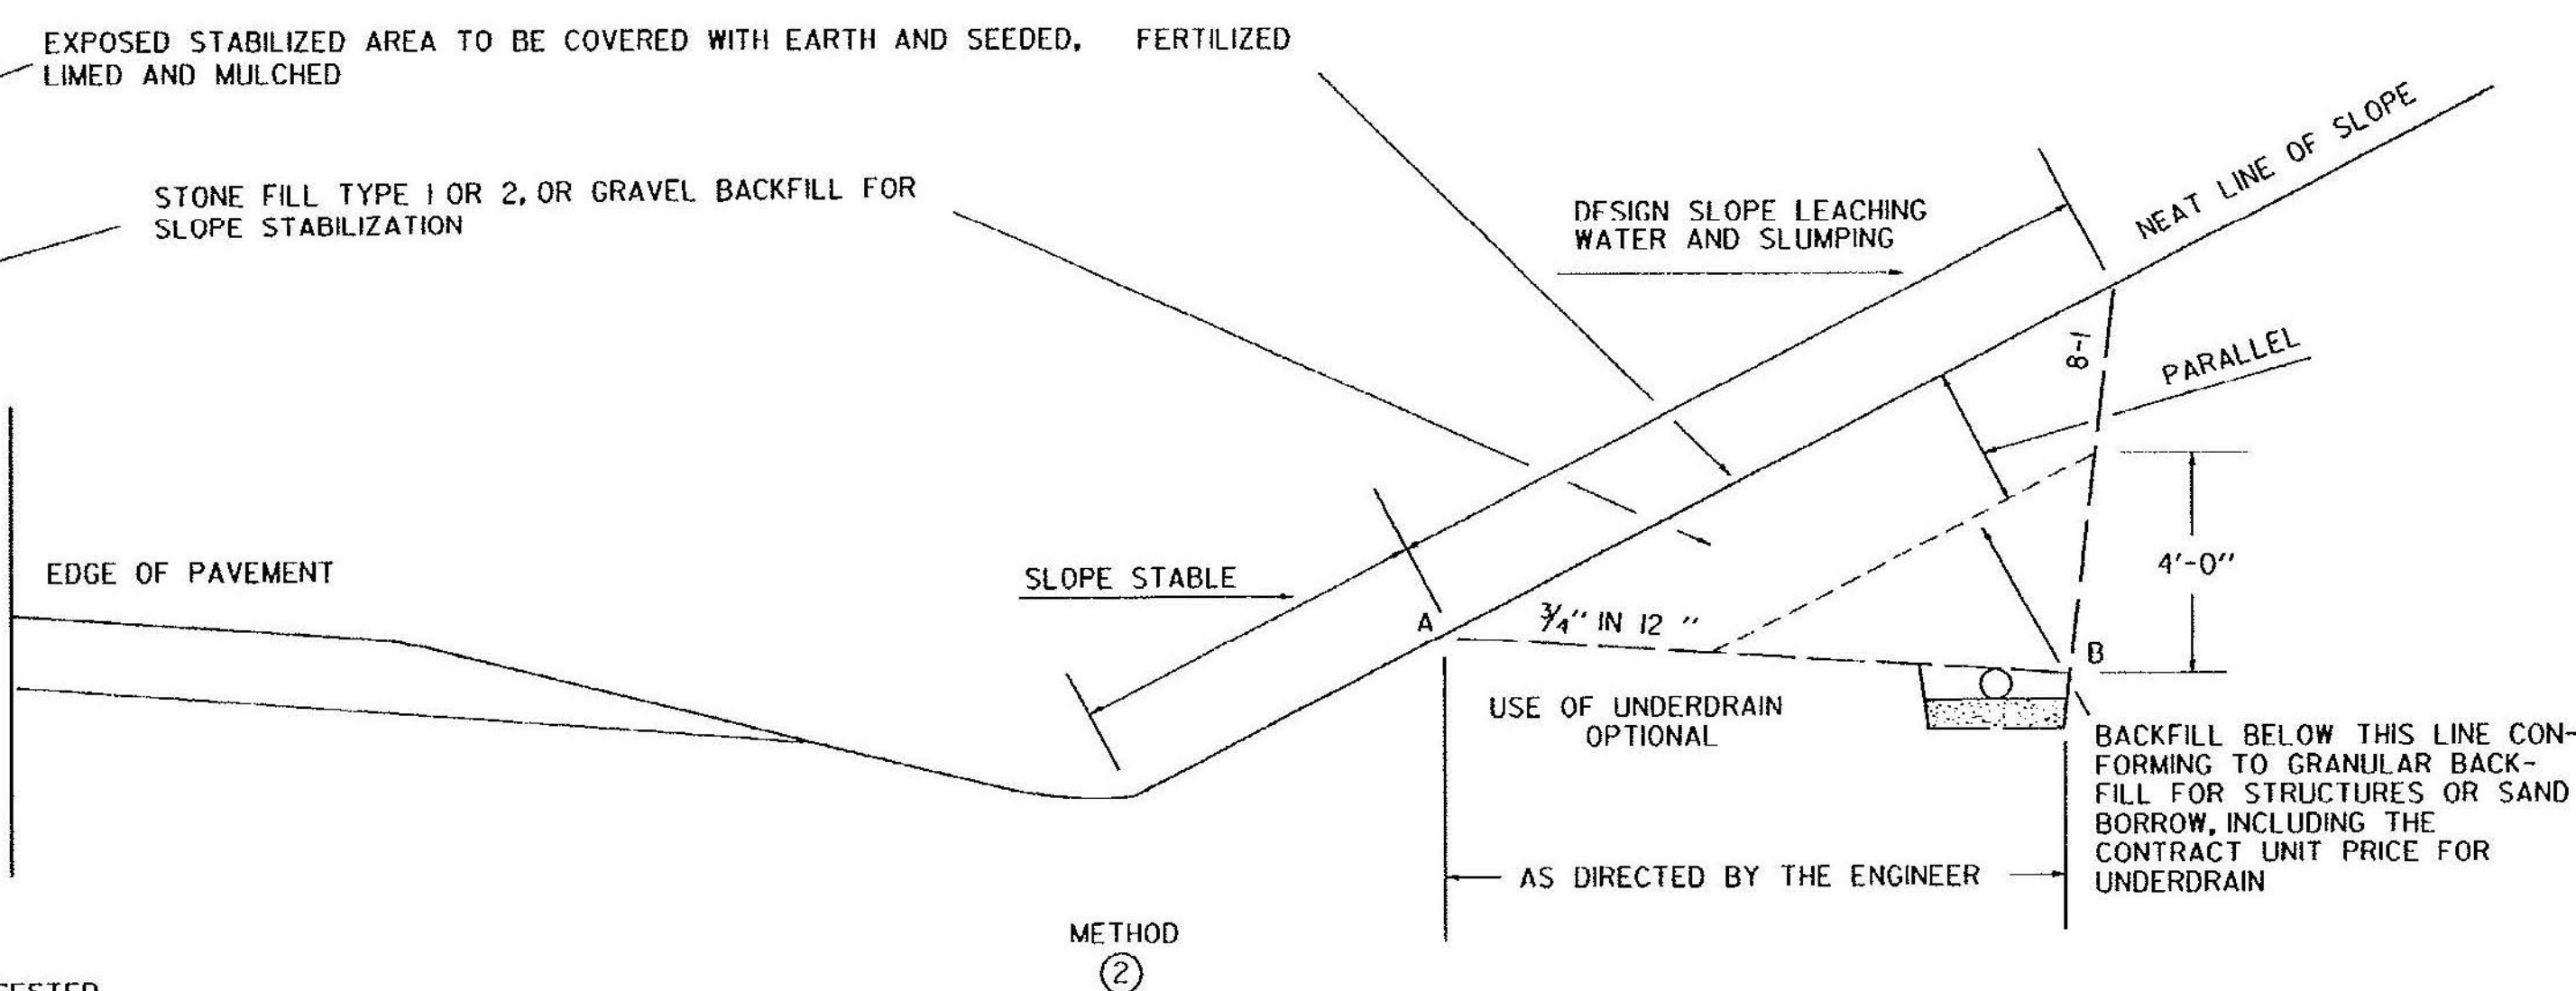 EXPOSED STABILIZED AREA TO BE COVERED WITH EARTH AND SEEDED, FERTILIZED
LIMED AND MULCHED
STONE FILL TYPE 1 OR 2, OR GRAVEL BACKFILL FOR
SLOPE STABILIZATION
DESIGN SLOPE LEACHING
WATER AND SLUMPING
NEAT LINE OF SLOPE
8-1
PARALLEL
4'-0"
EDGE OF PAVEMENT
SLOPE STABLE
A
3/4" IN 12 "
B
USE OF UNDERDRAIN
OPTIONAL
BACKFILL BELOW THIS LINE CON-
FORMING TO GRANULAR BACK-
FILL FOR STRUCTURES OR SAND
BORROW, INCLUDING THE
CONTRACT UNIT PRICE FOR
UNDERDRAIN
AS DIRECTED BY THE ENGINEER
METHOD
2